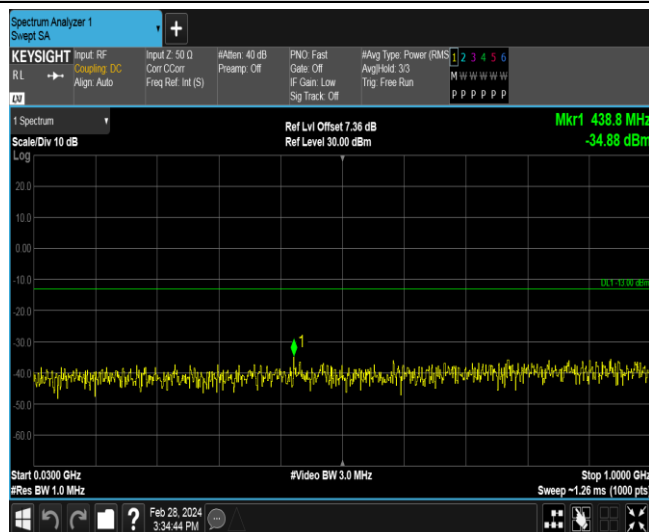 Spectrum Analyzer 1
Swept SA
+
KEYSIGHT Input: RF Input Z: 50 Ω #Atten: 40 dB PNO: Fast #Avg Type: Power (RMS 1 2 3 4 5 6
RL Coupling: DC Corr CCorr Preamp: Off Gate: Off Avg|Hold: 3/3 M W W W W W
Align: Auto Freq Ref: Int (S) IF Gain: Low Trig: Free Run
LXI Sig Track: Off P P P P P P
1 Spectrum Ref Lvl Offset 7.36 dB Mkr1 438.8 MHz
Scale/Div 10 dB Ref Level 30.00 dBm -34.88 dBm
Log
20.0
10.0
0.00
-10.0 DL1 -13.00 dBm
-20.0
-30.0 1
-40.0
-50.0
-60.0
Start 0.0300 GHz #Video BW 3.0 MHz Stop 1.0000 GHz
#Res BW 1.0 MHz Sweep ~1.26 ms (1000 pts)
? Feb 28, 2024
3:34:44 PM